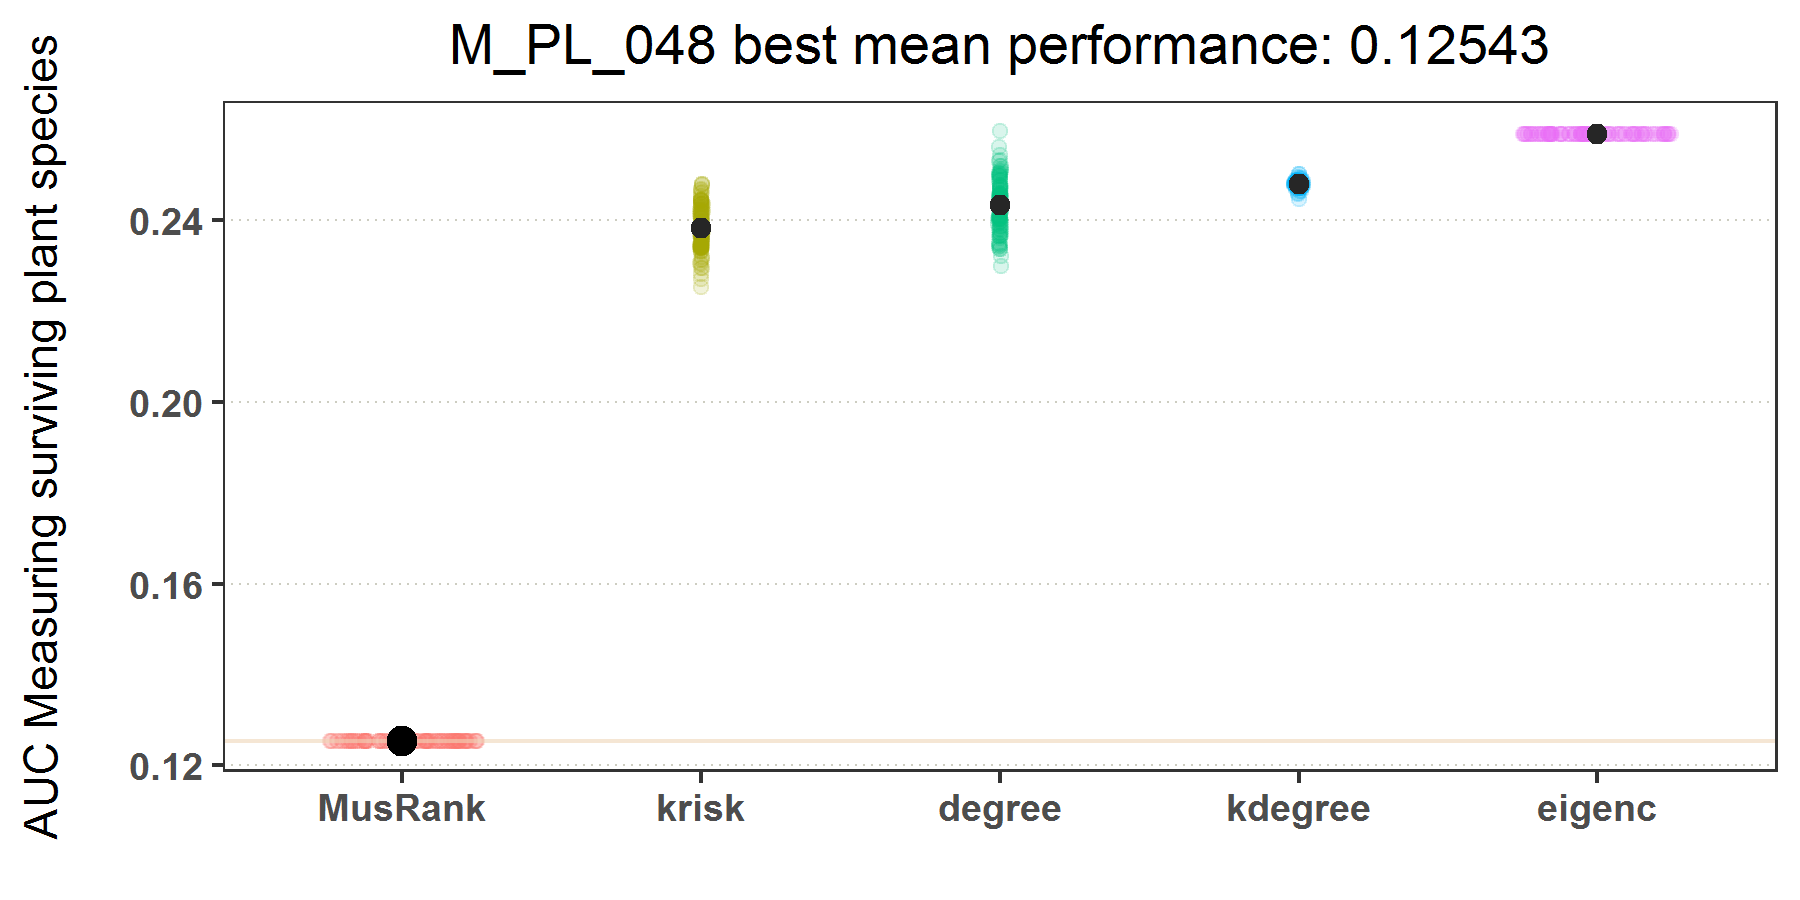 M_PL_048 best mean performance: 0.12543
AUC Measuring surviving plant species
0.24
0.20
0.16
0.12
MusRank krisk degree kdegree eigenc